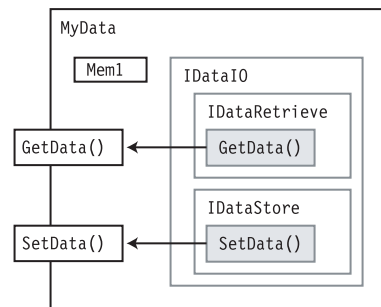 MyData
Mem1
IDataIO
IDataRetrieve
GetData()
GetData()
IDataStore
SetData()
SetData()